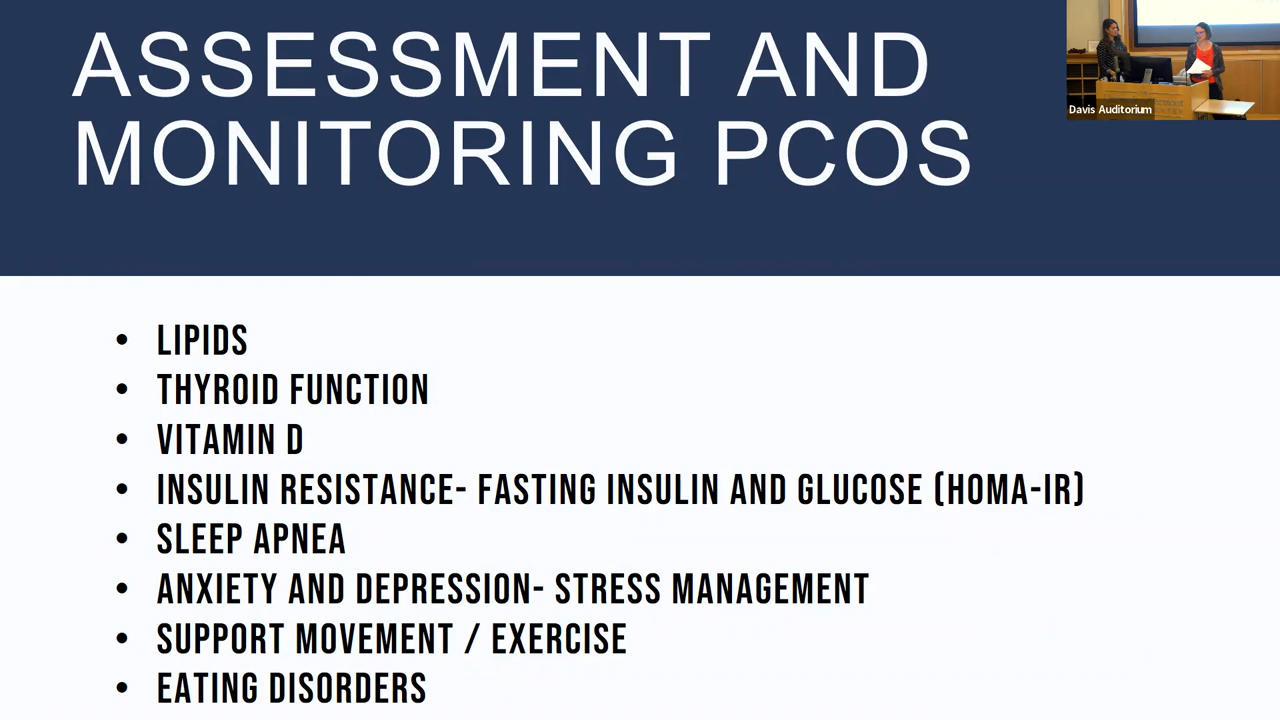 ASSESSMENT AND
MONITORING PCOS
Davis Auditorium
• LIPIDS
• THYROID FUNCTION
• VITAMIN D
• INSULIN RESISTANCE- FASTING INSULIN AND GLUCOSE (HOMA-IR)
• SLEEP APNEA
• ANXIETY AND DEPRESSION- STRESS MANAGEMENT
• SUPPORT MOVEMENT / EXERCISE
• EATING DISORDERS